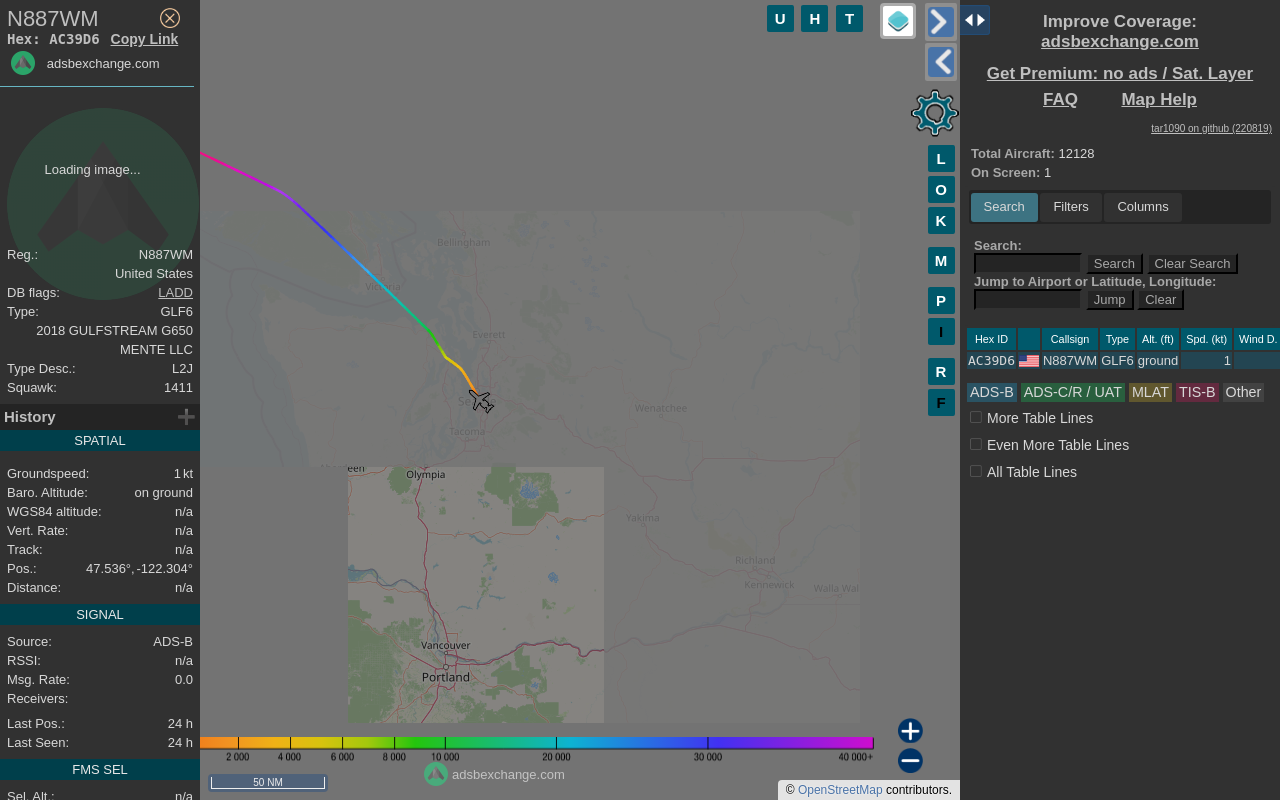 N887WM
Hex: AC39D6 Copy Link
adsbexchange.com
Loading image...
Reg.: N887WM
United States
DB flags: LADD
Type: GLF6
2018 GULFSTREAM G650
MENTE LLC
Type Desc.: L2J
Squawk: 1411
History
SPATIAL
Groundspeed: 1 kt
Baro. Altitude: on ground
WGS84 altitude: n/a
Vert. Rate: n/a
Track: n/a
Pos.: 47.536°, -122.304°
Distance: n/a
SIGNAL
Source: ADS-B
RSSI: n/a
Msg. Rate: 0.0
Receivers:
Last Pos.: 24 h
Last Seen: 24 h
FMS SEL
Sel. Alt.: n/a
U H T
L
O
K
M
P
I
R
F
Bellingham
Victoria
Everett
Wenatchee
Tacoma
Olympia
Yakima
Richland
Kennewick
Walla Wal
Vancouver
Portland
2 000 4 000 6 000 8 000 10 000 20 000 30 000 40 000+
adsbexchange.com
50 NM
© OpenStreetMap contributors.
Improve Coverage:
adsbexchange.com
Get Premium: no ads / Sat. Layer
FAQ Map Help
tar1090 on github (220819)
Total Aircraft: 12128
On Screen: 1
Search Filters Columns
Search:
Search Clear Search
Jump to Airport or Latitude, Longitude:
Jump Clear
Hex ID Callsign Type Alt. (ft) Spd. (kt) Wind D.
AC39D6 N887WM GLF6 ground 1
ADS-B ADS-C/R / UAT MLAT TIS-B Other
More Table Lines
Even More Table Lines
All Table Lines